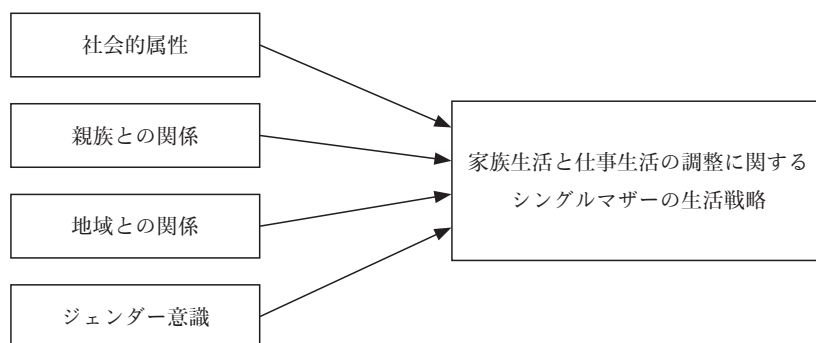 社会的属性
親族との関係
地域との関係
ジェンダー意識
家族生活と仕事生活の調整に関する
シングルマザーの生活戦略